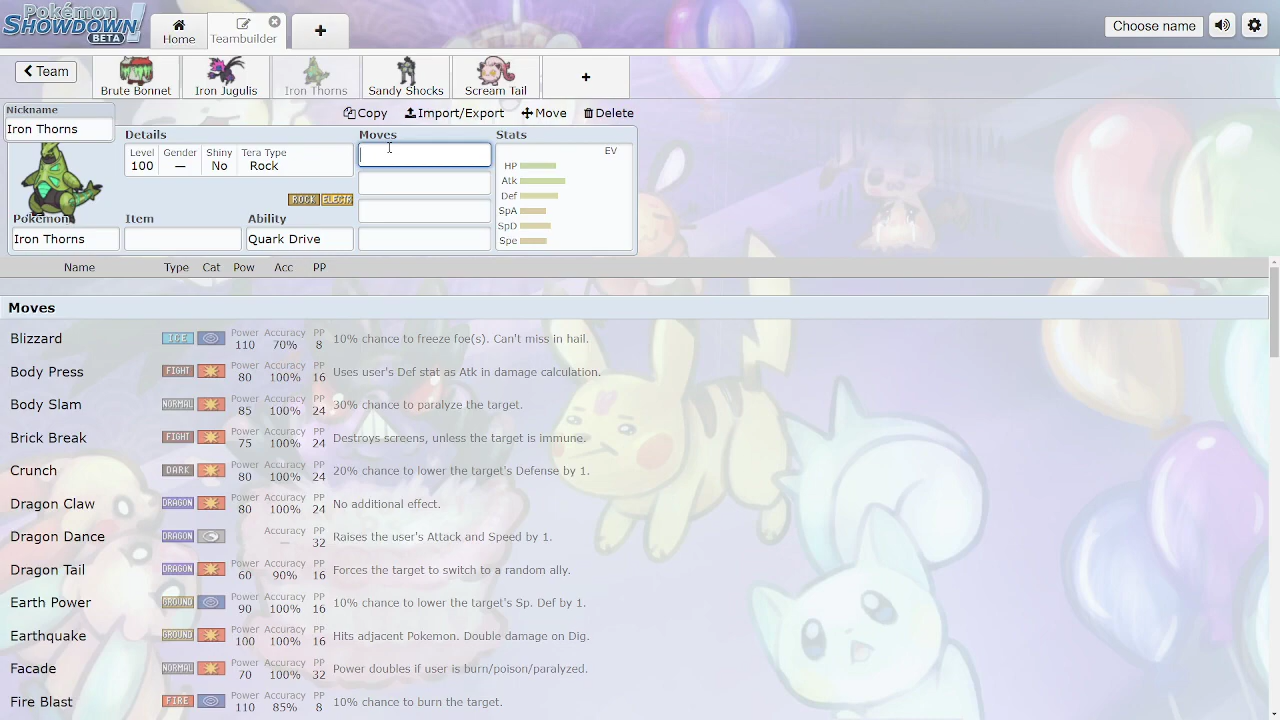 Pokémon
SHOWDOWN!
BETA
Home
Teambuilder
+
Choose name
Team
Brute Bonnet
Iron Jugulis
Iron Thorns
Sandy Shocks
Scream Tail
+
Copy Import/Export Move Delete
Nickname
Iron Thorns
Details
Level Gender Shiny Tera Type
100 — No Rock
ROCK ELECTR
Pokémon
Iron Thorns
Item
Ability
Quark Drive
Moves
Stats
EV
HP
Atk
Def
SpA
SpD
Spe
Name Type Cat Pow Acc PP
Moves
Blizzard ICE Power 110 Accuracy 70% PP 8 10% chance to freeze foe(s). Can't miss in hail.
Body Press FIGHT Power 80 Accuracy 100% PP 16 Uses user's Def stat as Atk in damage calculation.
Body Slam NORMAL Power 85 Accuracy 100% PP 24 30% chance to paralyze the target.
Brick Break FIGHT Power 75 Accuracy 100% PP 24 Destroys screens, unless the target is immune.
Crunch DARK Power 80 Accuracy 100% PP 24 20% chance to lower the target's Defense by 1.
Dragon Claw DRAGON Power 80 Accuracy 100% PP 24 No additional effect.
Dragon Dance DRAGON Accuracy — PP 32 Raises the user's Attack and Speed by 1.
Dragon Tail DRAGON Power 60 Accuracy 90% PP 16 Forces the target to switch to a random ally.
Earth Power GROUND Power 90 Accuracy 100% PP 16 10% chance to lower the target's Sp. Def by 1.
Earthquake GROUND Power 100 Accuracy 100% PP 16 Hits adjacent Pokemon. Double damage on Dig.
Facade NORMAL Power 70 Accuracy 100% PP 32 Power doubles if user is burn/poison/paralyzed.
Fire Blast FIRE Power 110 Accuracy 85% PP 8 10% chance to burn the target.